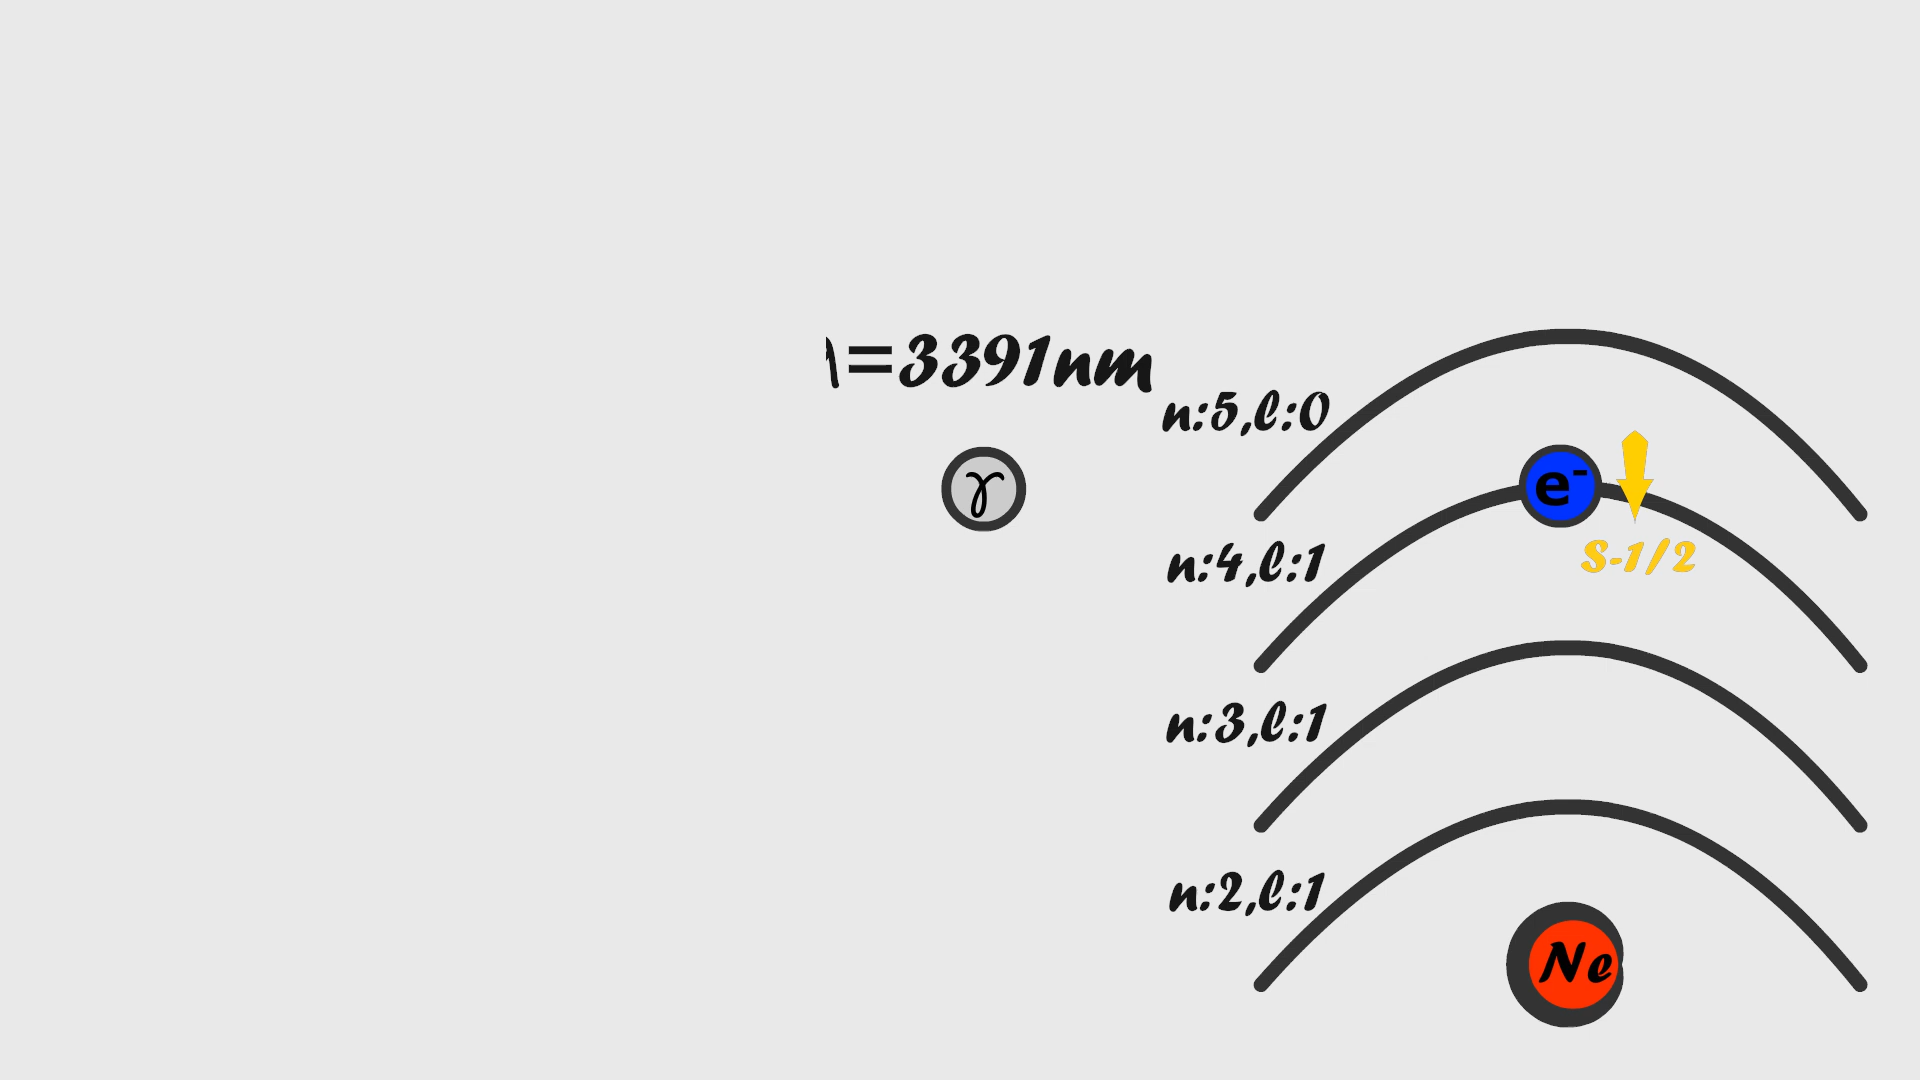 =3391nm
n:5,l:0
γ
e-
n:4,l:1
S-1/2
n:3,l:1
n:2,l:1
Ne